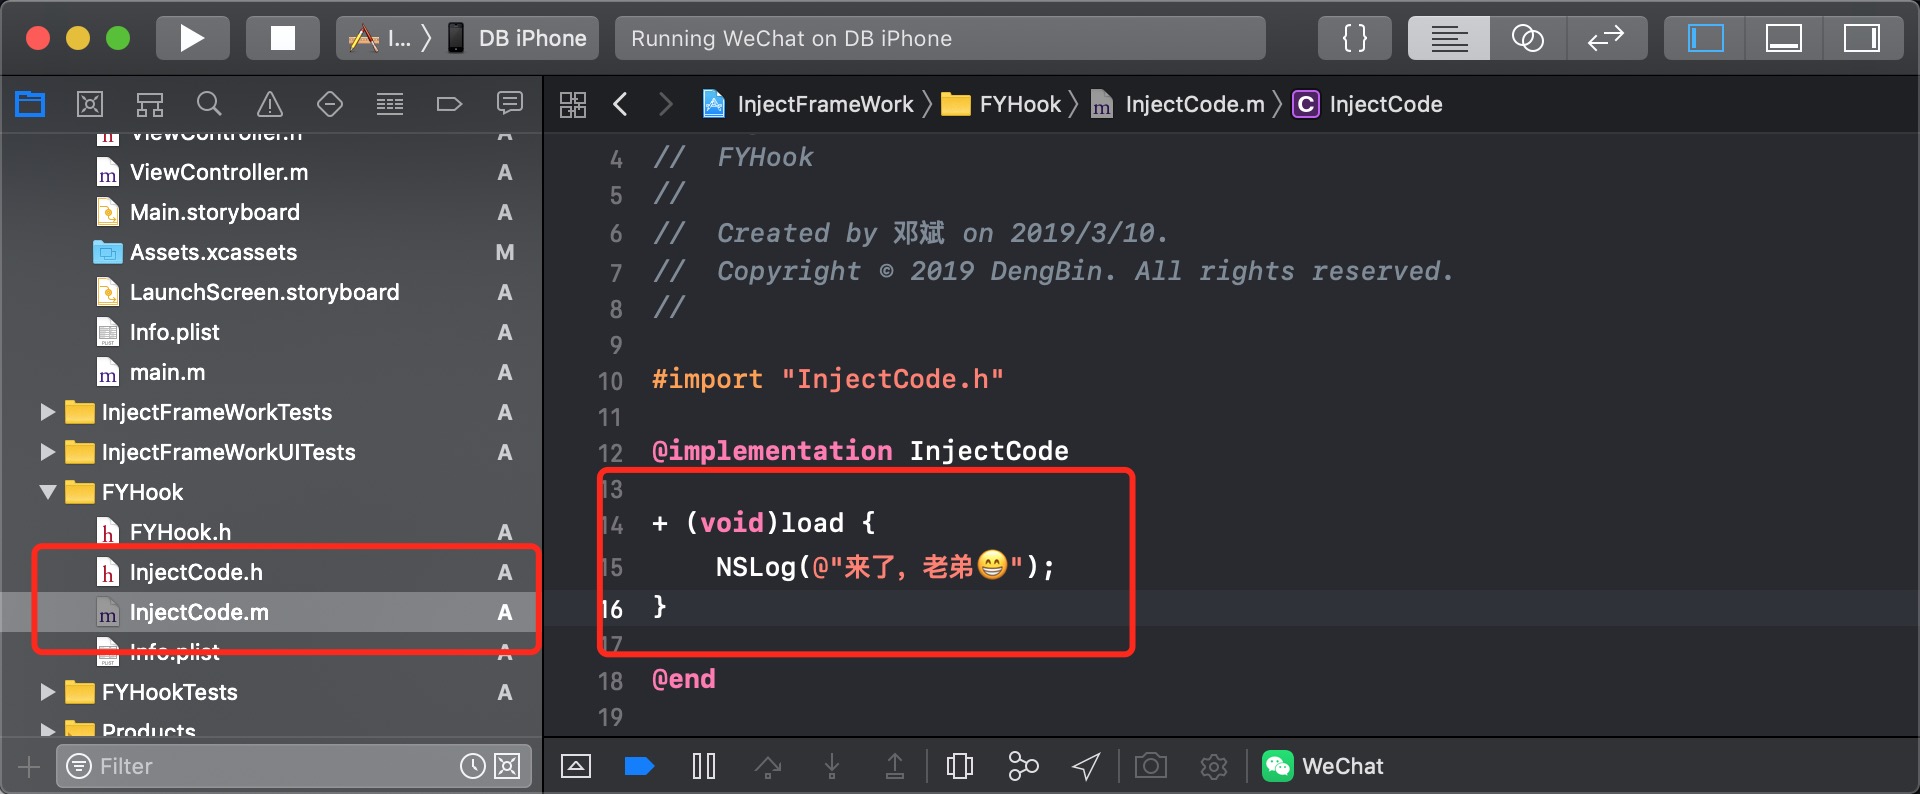 I... 〉 DB iPhone
Running WeChat on DB iPhone
{ }
InjectFrameWork 〉 FYHook 〉 m InjectCode.m 〉 C InjectCode
h ViewController.h A
m ViewController.m A
Main.storyboard A
Assets.xcassets M
LaunchScreen.storyboard A
PLIST Info.plist A
m main.m A
InjectFrameWorkTests A
InjectFrameWorkUITests A
FYHook
h FYHook.h A
h InjectCode.h A
m InjectCode.m A
PLIST Info.plist A
FYHookTests A
Products
Filter
4 // FYHook
5 //
6 // Created by 邓斌 on 2019/3/10.
7 // Copyright © 2019 DengBin. All rights reserved.
8 //
9
10 #import "InjectCode.h"
11
12 @implementation InjectCode
13
14 + (void)load {
15 NSLog(@"来了，老弟😁");
16 }
17
18 @end
19
WeChat